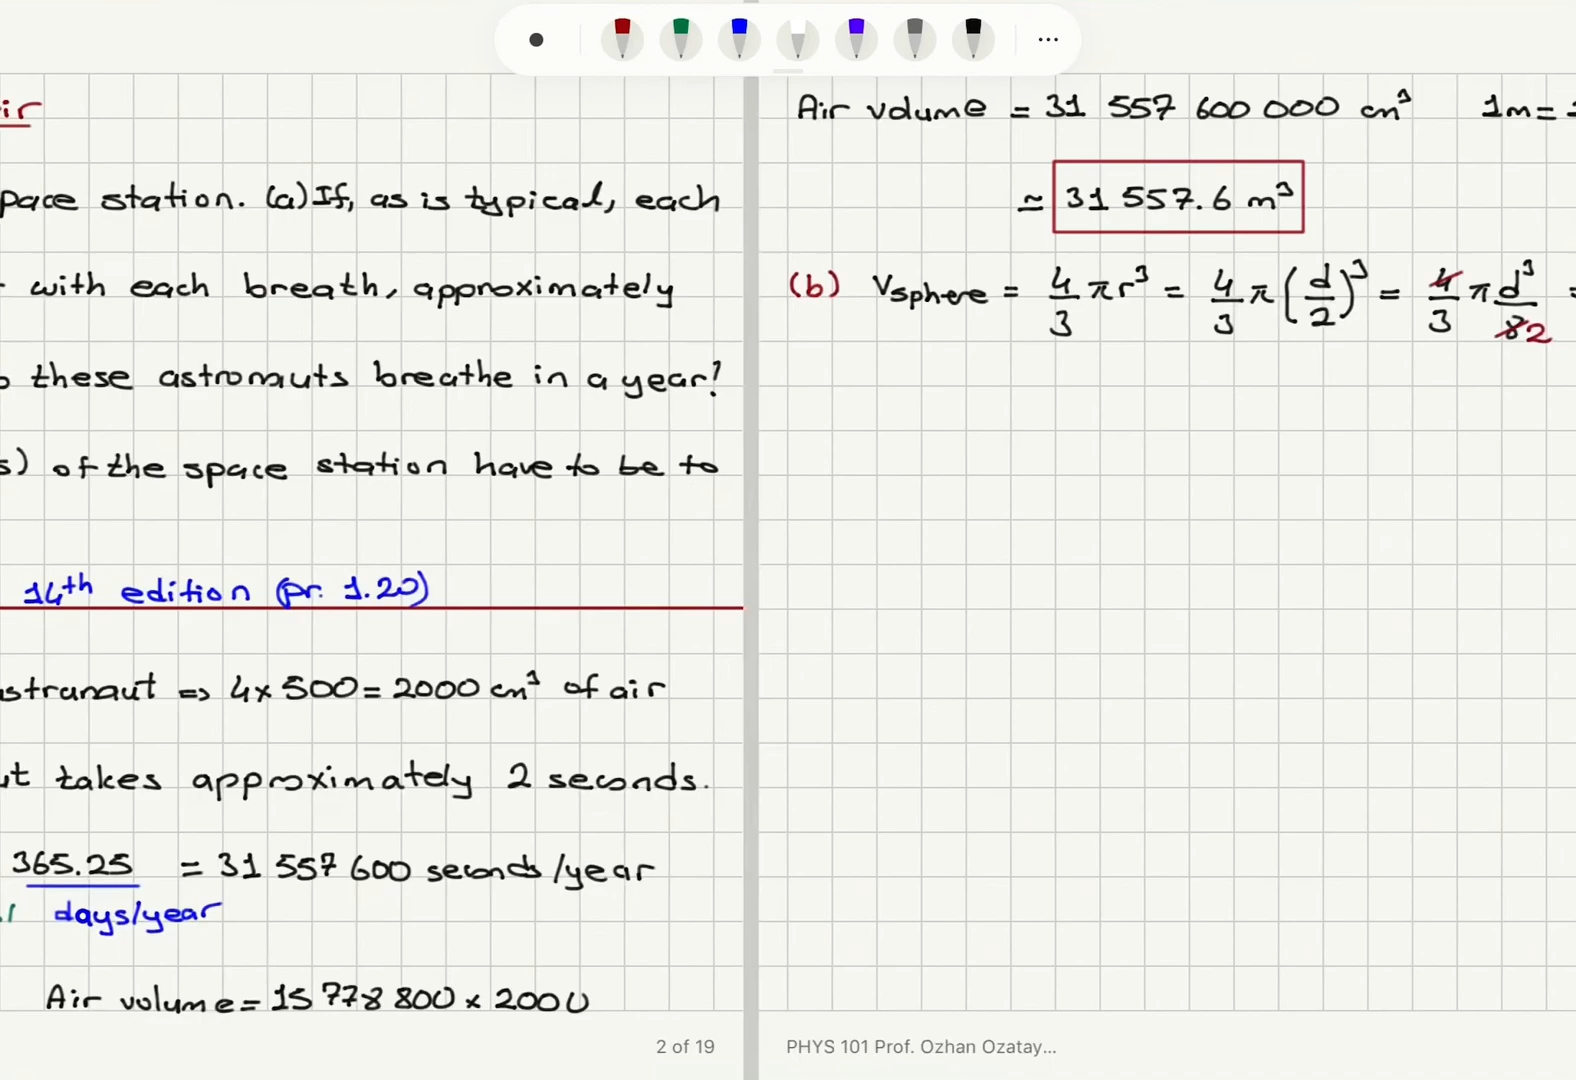 ir
pace station. (a) If, as is typical, each
with each breath, approximately
these astronauts breathe in a year?
s) of the space station have to be to
14th edition (pr. 1.20)
stranaut => 4x500 = 2000 cm³ of air
ut takes approximately 2 seconds.
365.25 = 31 557 600 seconds/year
days/year
Air volume = 15 778 800 x 2000
2 of 19
Air volume = 31 557 600 000 cm³ 1m =
≃ 31 557.6 m³
(b) Vsphere = 4/3 πr³ = 4/3 π(d/2)³ = 4/3 π d³/8 2 =
PHYS 101 Prof. Ozhan Ozatay...